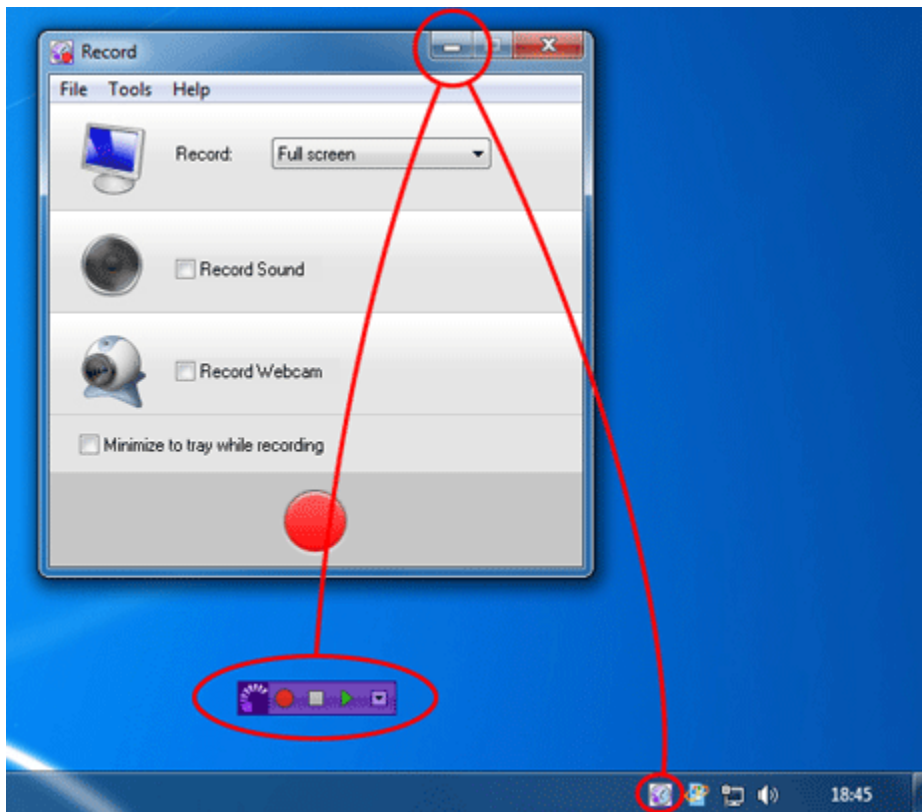 Record
File Tools Help
Record: Full screen
Record Sound
Record Webcam
Minimize to tray while recording
18:45